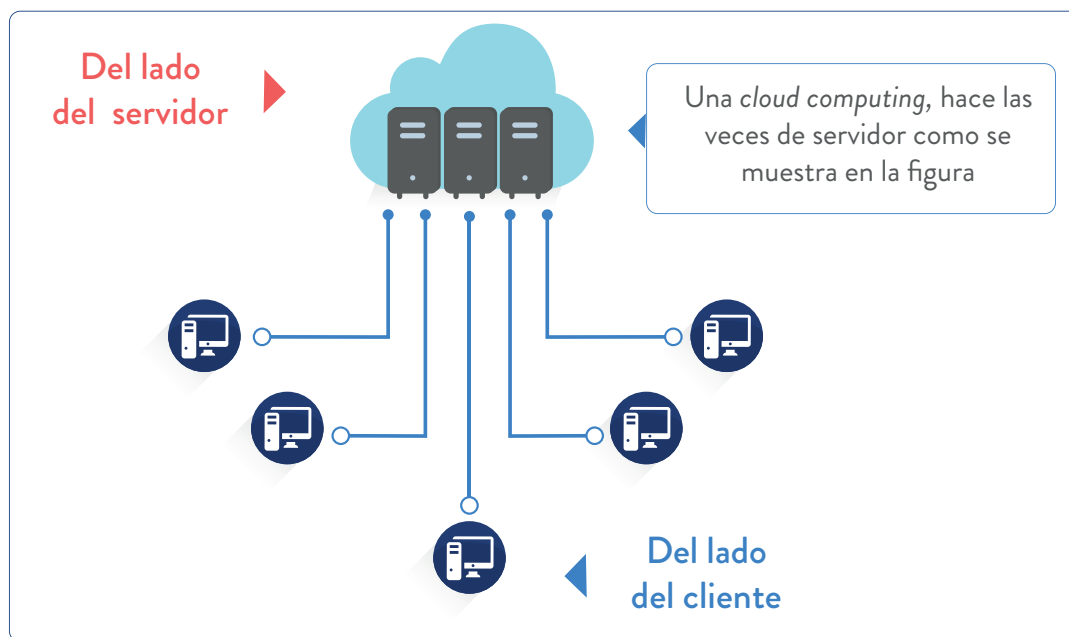 Del lado
del servidor
Una cloud computing, hace las
veces de servidor como se
muestra en la figura
Del lado
del cliente